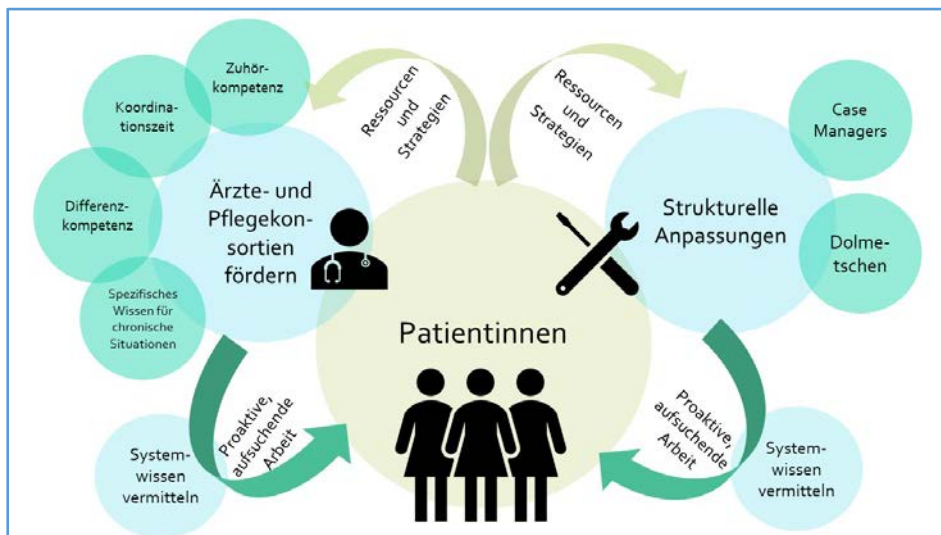 Zuhör-
kompetenz
Koordina-
tionszeit
Differenz-
kompetenz
Spezifisches
Wissen für
chronische
Situationen
Ärzte- und
Pflegekon-
sortien
fördern
Ressourcen
und
Strategien
Ressourcen
und
Strategien
Strukturelle
Anpassungen
Case
Managers
Dolme-
tschen
Patientinnen
System-
wissen
vermitteln
Proaktive,
aufsuchende
Arbeit
Proaktive,
aufsuchende
Arbeit
System-
wissen
vermitteln